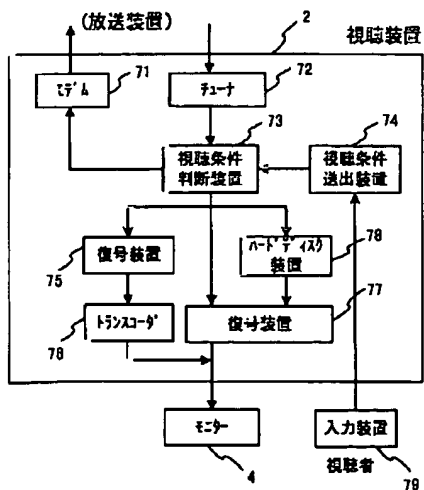 (放送装置)
2
視聴装置
71
モデム
72
チューナ
73
視聴条件
判断装置
74
視聴条件
送出装置
復号装置
75
ハードディスク
装置
78
トランスコーダ
78
復号装置
77
モニター
4
入力装置
視聴者
79